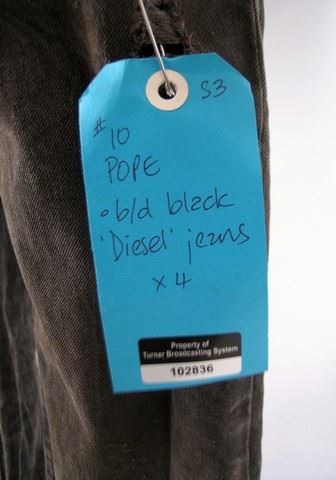 S3
# 10
POPE
• b/d black
'Diesel' jeans
x 4
Property of
Turner Broadcasting System
102836